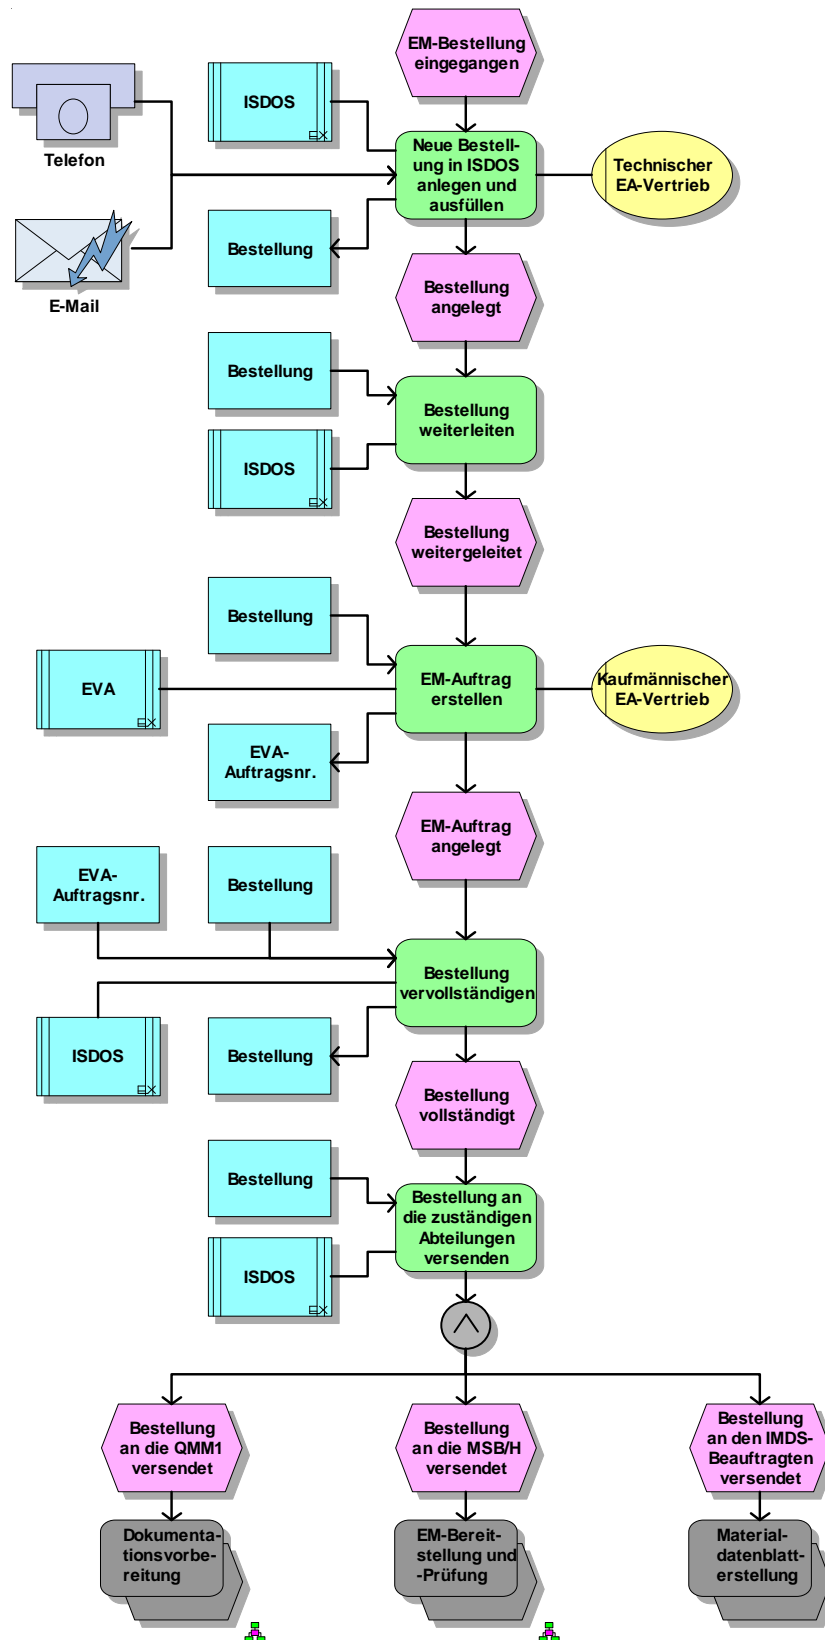 EM-Bestellung
eingegangen
ISDOS
Telefon
Neue Bestell-
ung in ISDOS
anlegen und
ausfüllen
Technischer
EA-Vertrieb
Bestellung
E-Mail
Bestellung
angelegt
Bestellung
Bestellung
weiterleiten
ISDOS
Bestellung
weitergeleitet
Bestellung
EVA
EM-Auftrag
erstellen
Kaufmännischer
EA-Vertrieb
EVA-
Auftragsnr.
EM-Auftrag
angelegt
EVA-
Auftragsnr.
Bestellung
Bestellung
vervollständigen
ISDOS
Bestellung
Bestellung
vollständigt
Bestellung
Bestellung an
die zuständigen
Abteilungen
versenden
ISDOS
Bestellung
an die QMM1
versendet
Bestellung
an die MSB/H
versendet
Bestellung
an den IMDS-
Beauftragten
versendet
Dokumenta-
tionsvorbe-
reitung
EM-Bereit-
stellung und
-Prüfung
Material-
datenblatt-
erstellung